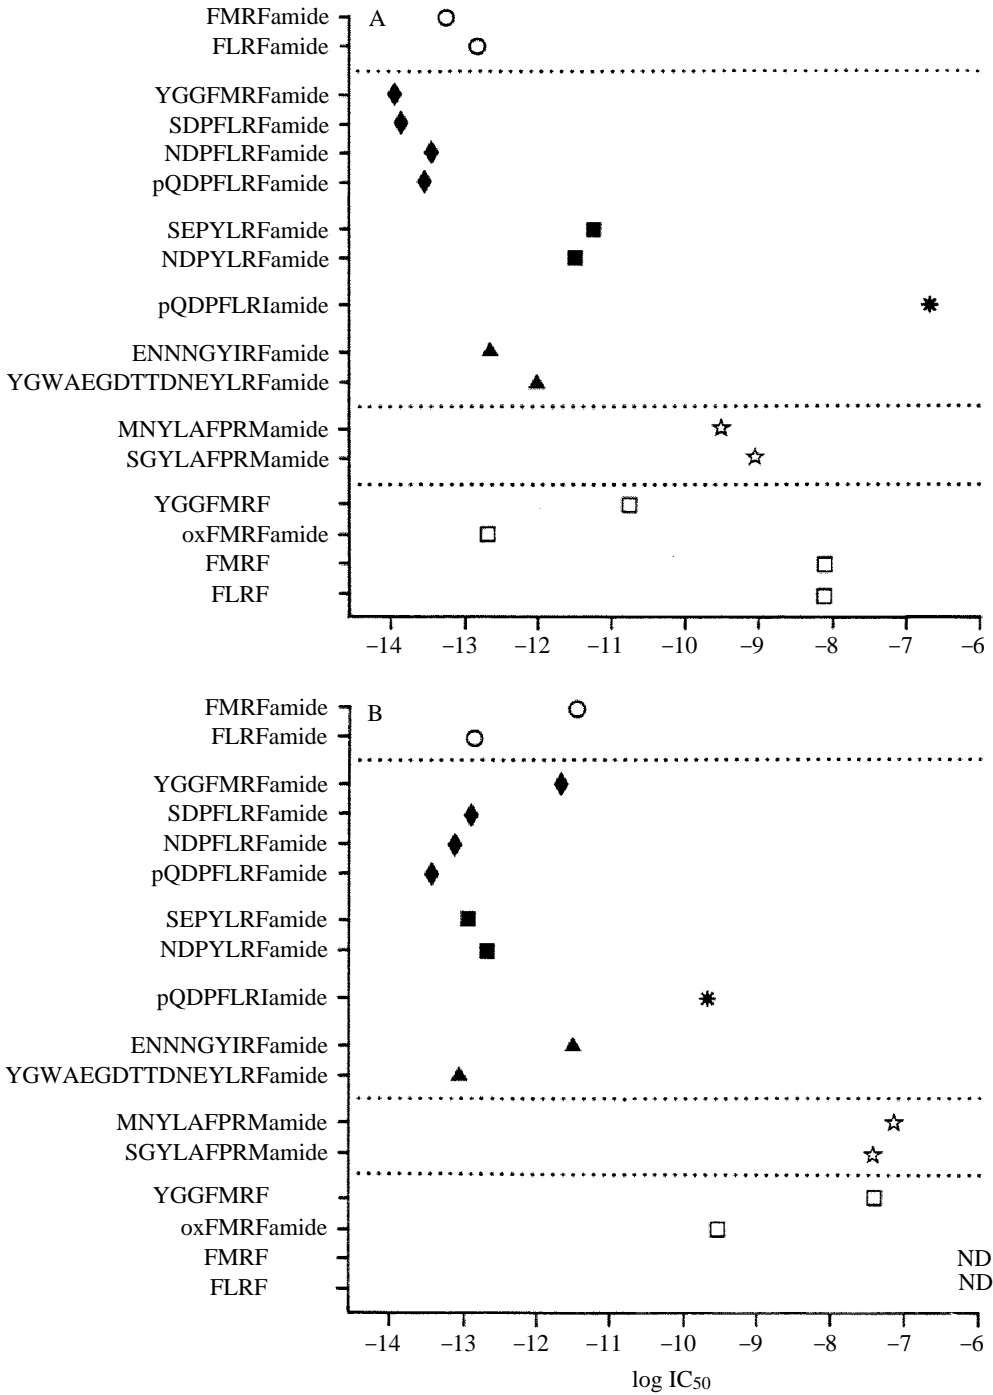 A
FMRFamide
FLRFamide
YGGFMRFamide
SDPFLRFamide
NDPFLRFamide
pQDPFLRFamide
SEPYLRFamide
NDPYLRFamide
pQDPFLRIamide
ENNNGYIRFamide
YGWAEGDTTDNEYLRFamide
MNYLAFPRMamide
SGYLAFPRMamide
YGGFMRF
oxFMRFamide
FMRF
FLRF
−14 −13 −12 −11 −10 −9 −8 −7 −6
B
FMRFamide
FLRFamide
YGGFMRFamide
SDPFLRFamide
NDPFLRFamide
pQDPFLRFamide
SEPYLRFamide
NDPYLRFamide
pQDPFLRIamide
ENNNGYIRFamide
YGWAEGDTTDNEYLRFamide
MNYLAFPRMamide
SGYLAFPRMamide
YGGFMRF
oxFMRFamide
FMRF ND
FLRF ND
−14 −13 −12 −11 −10 −9 −8 −7 −6
log IC50